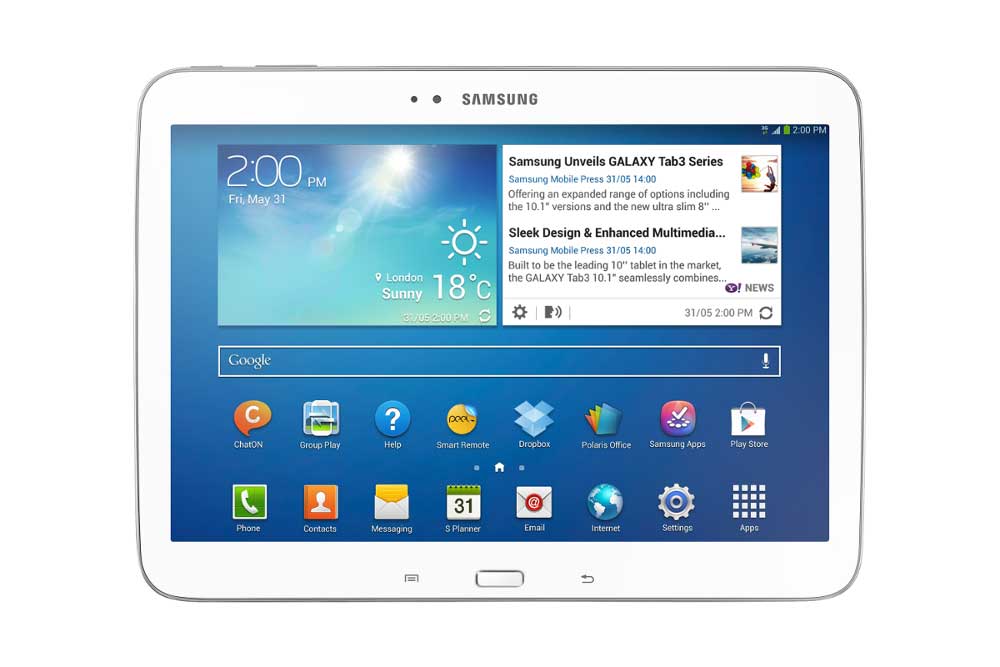 SAMSUNG
3G 2:00 PM
2:00 PM
Fri, May 31
London
Sunny 18°C
31/05 2:00 PM
Samsung Unveils GALAXY Tab3 Series
Samsung Mobile Press 31/05 14:00
Offering an expanded range of options including
the 10.1" versions and the new ultra slim 8'' ...
Sleek Design & Enhanced Multimedia...
Samsung Mobile Press 31/05 14:00
Built to be the leading 10'' tablet in the market,
the GALAXY Tab3 10.1" seamlessly combines...
Y! NEWS
31/05 2:00 PM
Google
C
?
peel
ChatON Group Play Help Smart Remote Dropbox Polaris Office Samsung Apps Play Store
31
@
Phone Contacts Messaging S Planner Email Internet Settings Apps